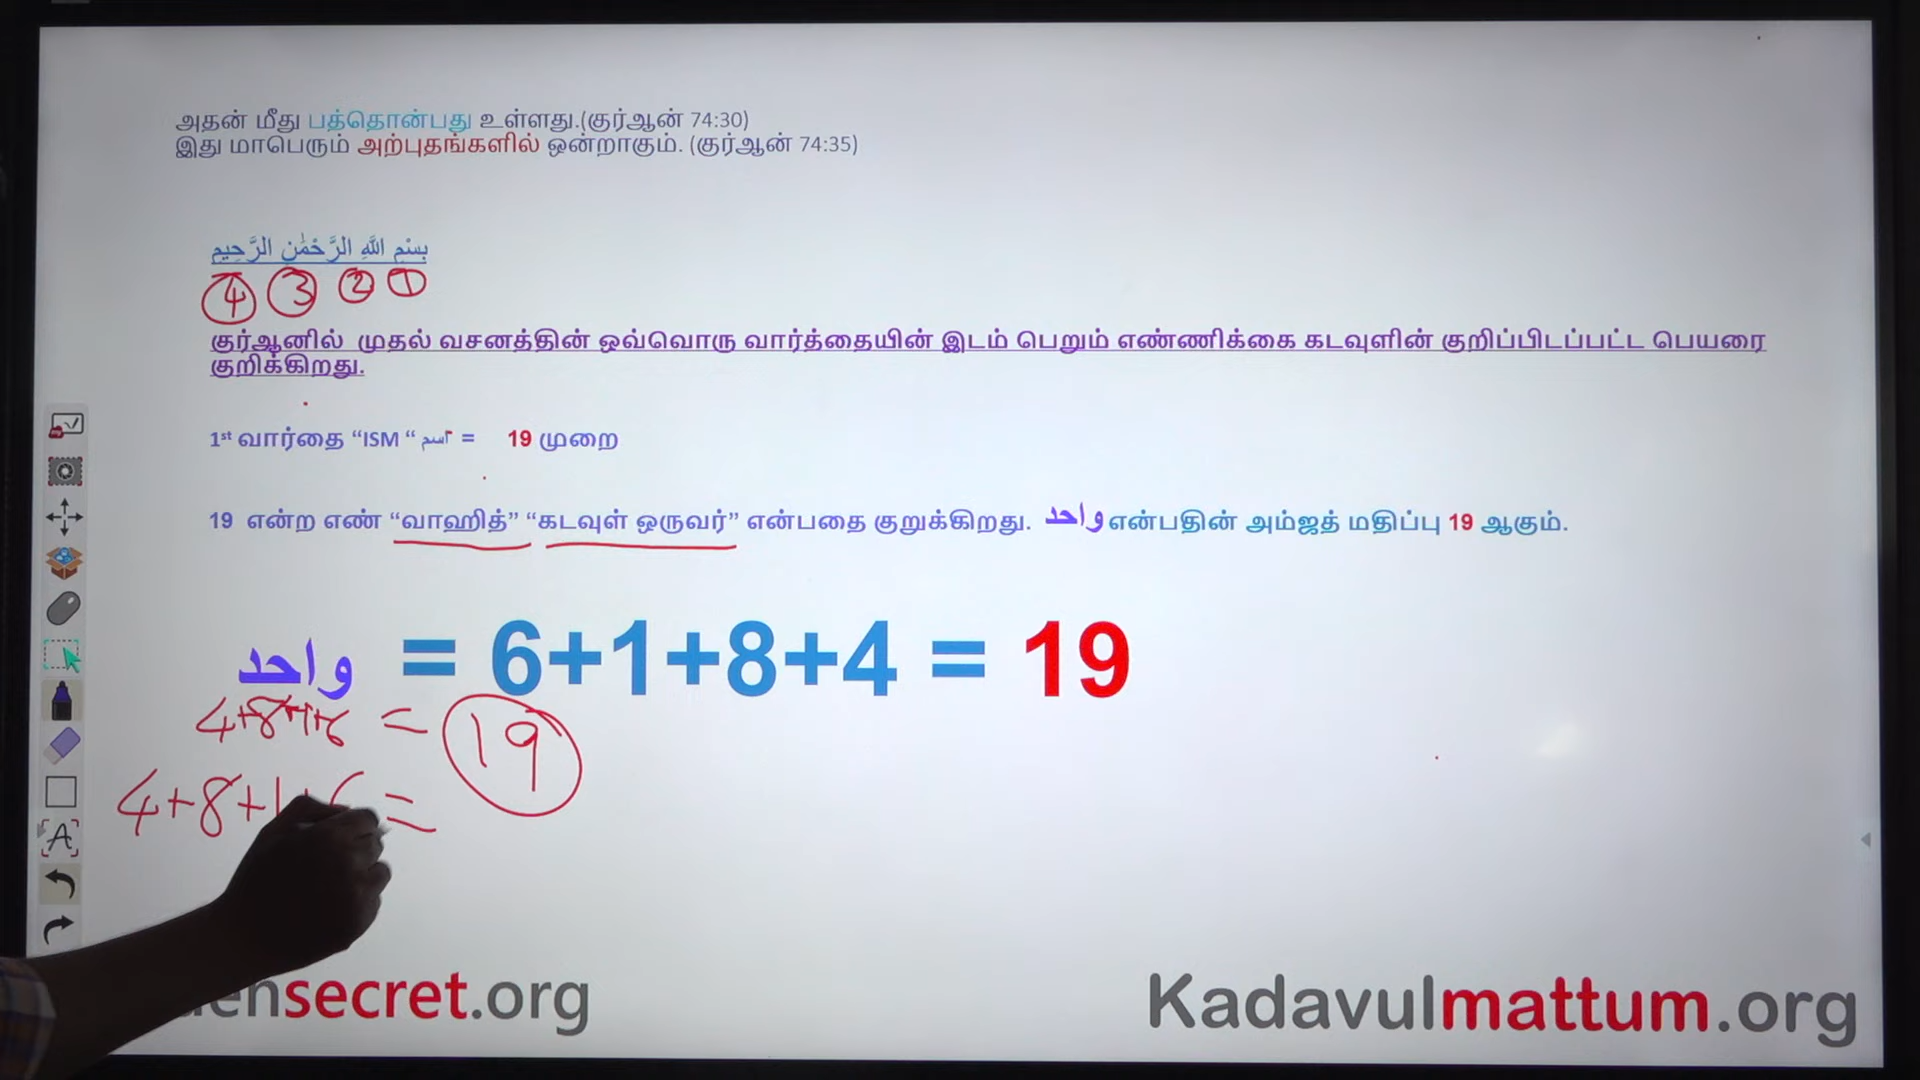 அதன் மீது பத்தொன்பது உள்ளது.(குர்ஆன் 74:30)
இது மாபெரும் அற்புதங்களில் ஒன்றாகும். (குர்ஆன் 74:35)
بِسْمِ اللَّهِ الرَّحْمَٰنِ الرَّحِيمِ
4 3 2 1
குர்ஆனில் முதல் வசனத்தின் ஒவ்வொரு வார்த்தையின் இடம் பெறும் எண்ணிக்கை கடவுளின் குறிப்பிடப்பட்ட பெயரை
குறிக்கிறது.
1st வார்தை “ISM “ اسم = 19 முறை
19 என்ற எண் “வாஹித்” “கடவுள் ஒருவர்” என்பதை குறுக்கிறது. واحد என்பதின் அம்ஜத் மதிப்பு 19 ஆகும்.
واحد = 6+1+8+4 = 19
4+8+1+6 = 19
4+8+1+6 =
ensecret.org
Kadavulmattum.org